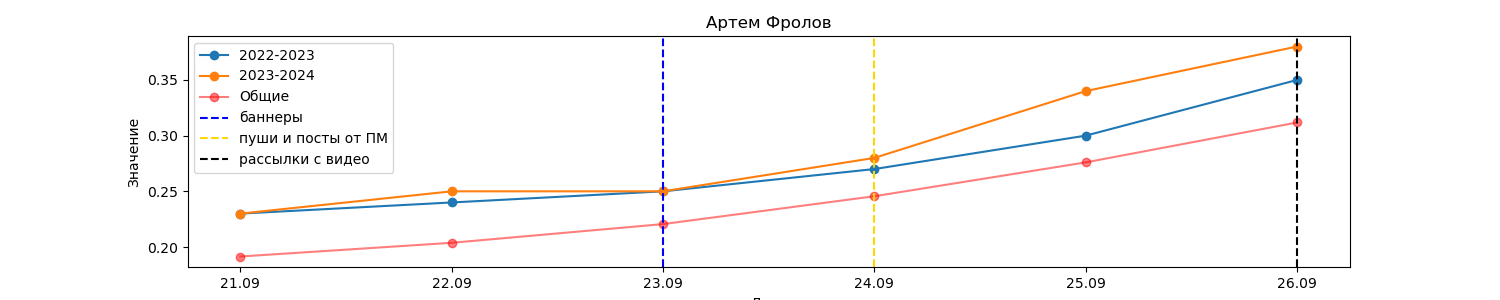 Артем Фролов
2022-2023
2023-2024
Общие
баннеры
пуши и посты от ПМ
рассылки с видео
Значение
0.35
0.30
0.25
0.20
21.09
22.09
23.09
24.09
25.09
26.09